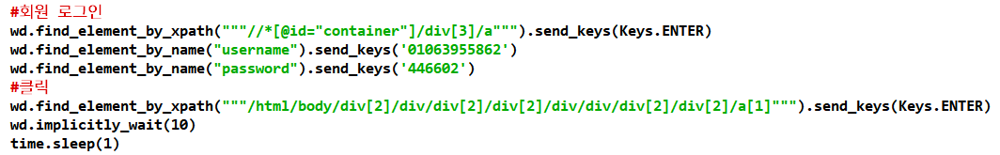 #회원 로그인
wd.find_element_by_xpath("""//*[@id="container"]/div[3]/a""").send_keys(Keys.ENTER)
wd.find_element_by_name("username").send_keys('01063955862')
wd.find_element_by_name("password").send_keys('446602')
#클릭
wd.find_element_by_xpath("""/html/body/div[2]/div/div[2]/div[2]/div/div/div[2]/div[2]/a[1]""").send_keys(Keys.ENTER)
wd.implicitly_wait(10)
time.sleep(1)